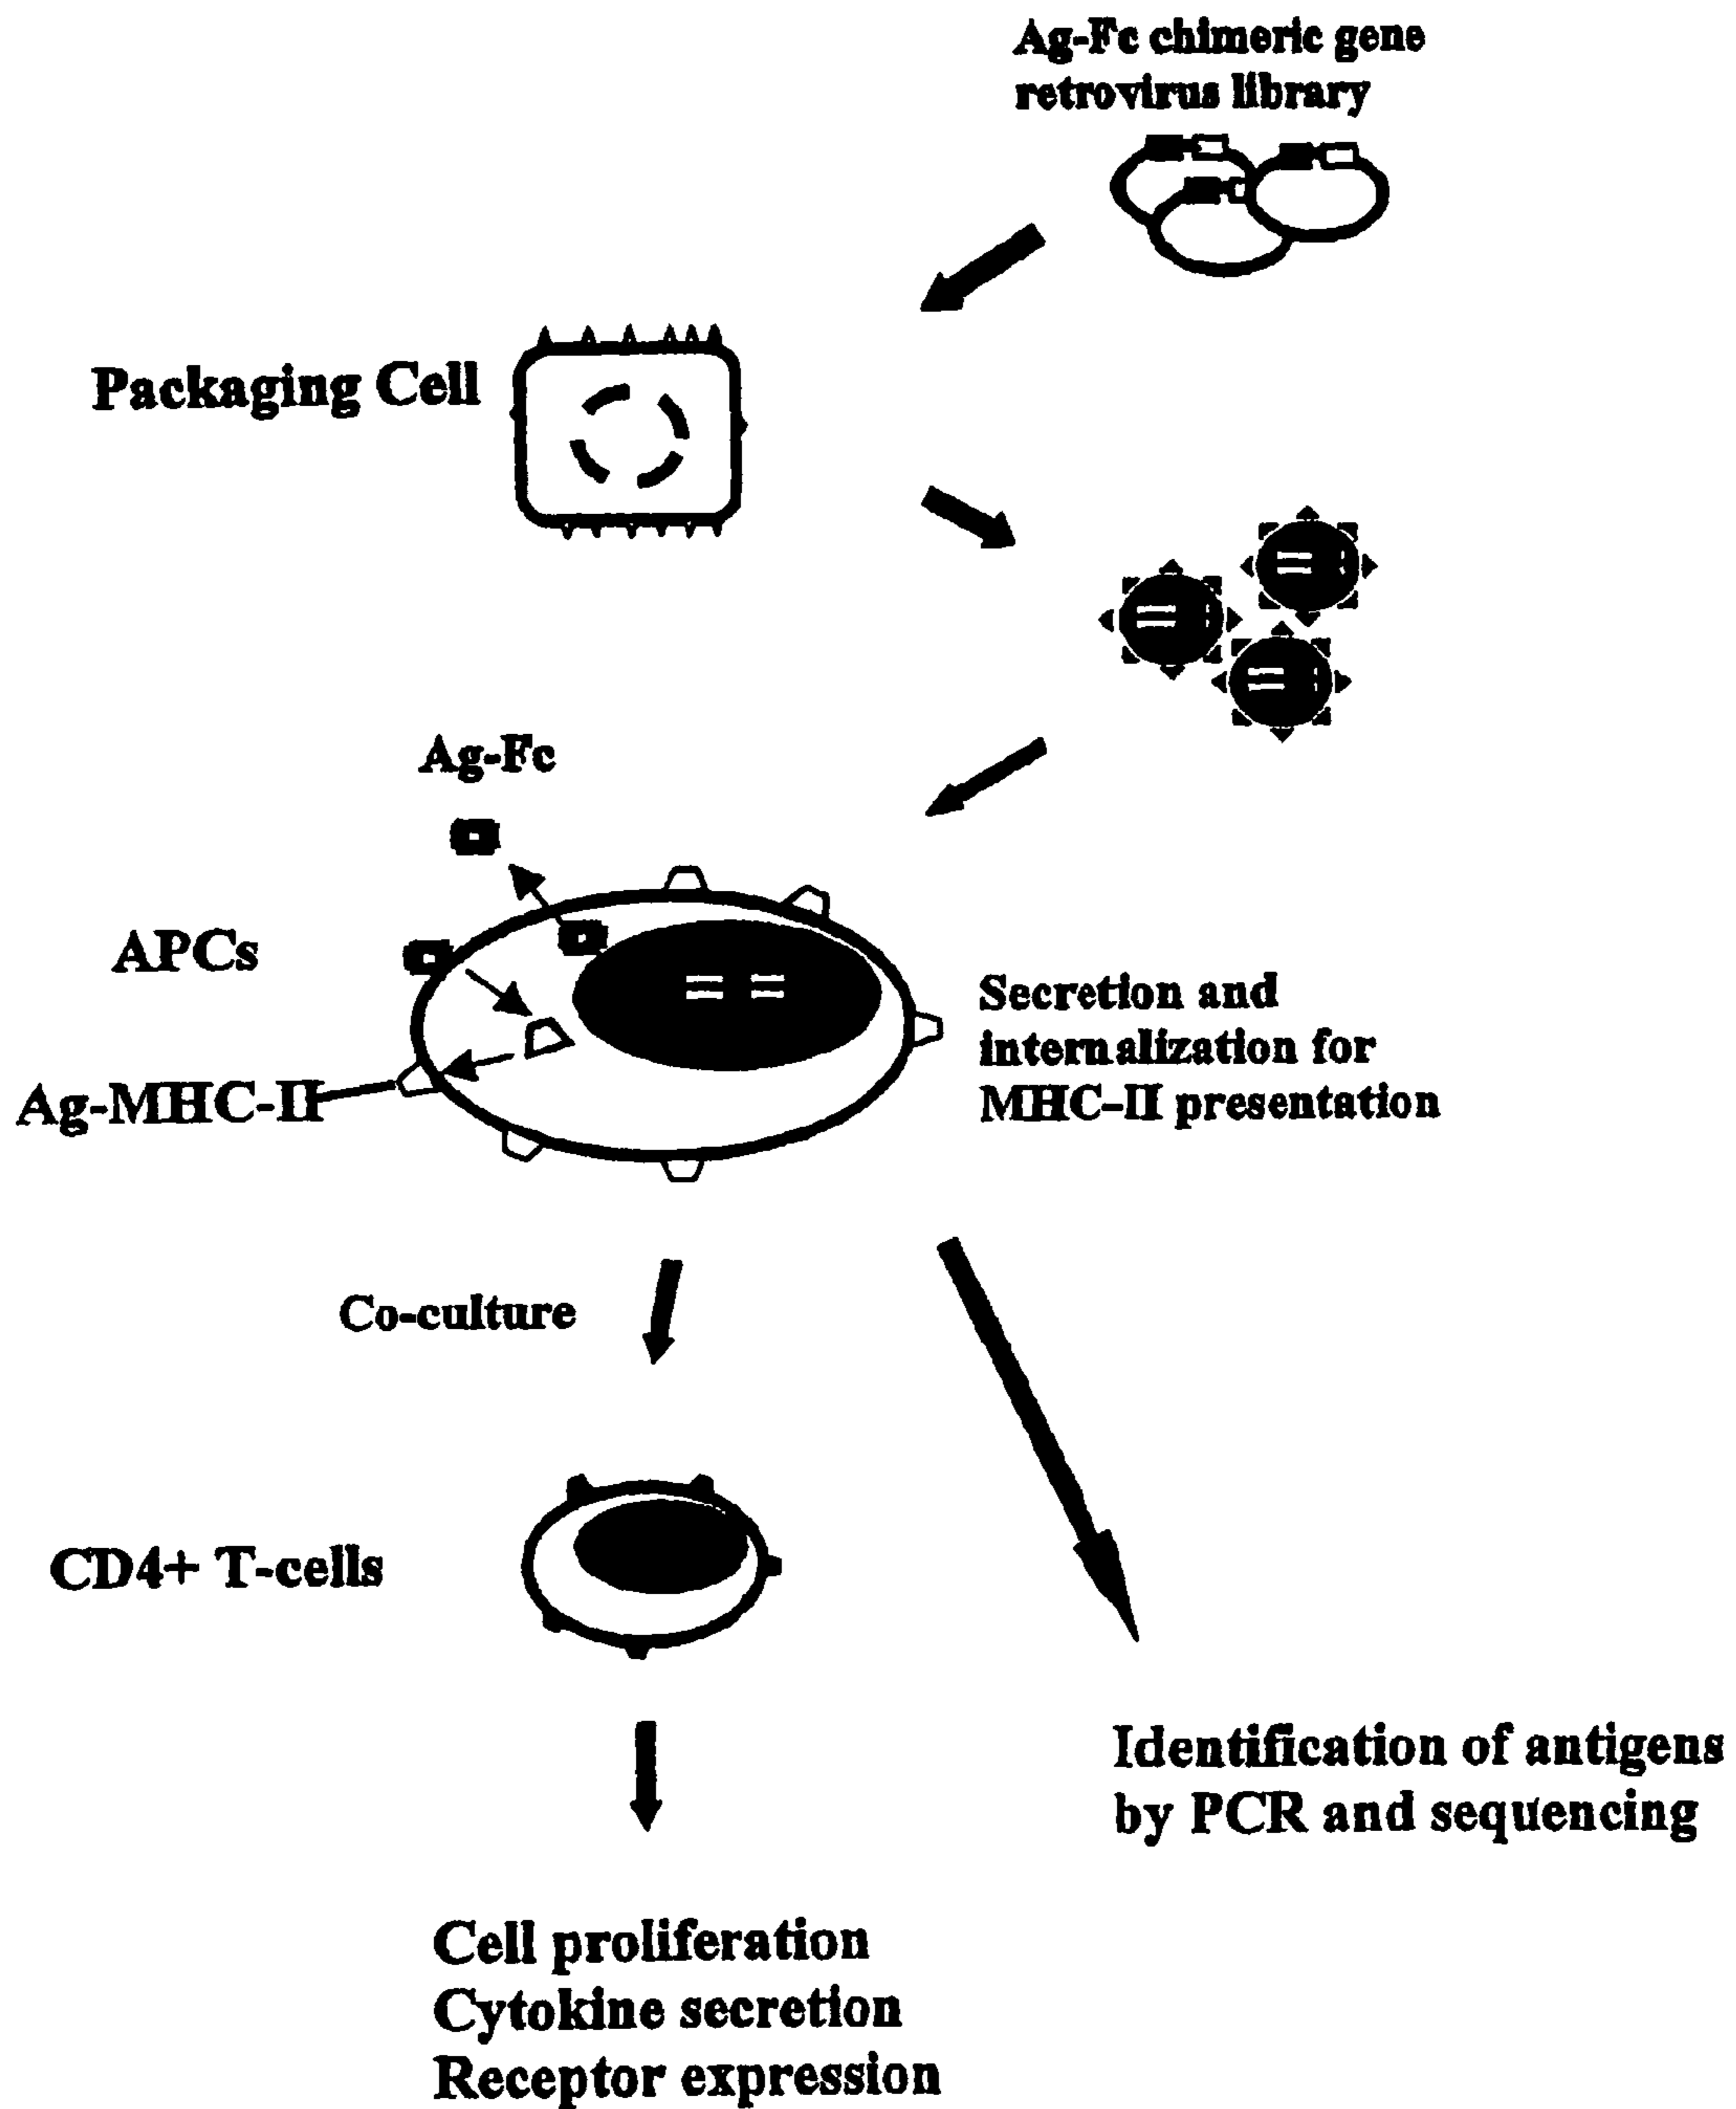 Ag-Fc chimeric gene
retrovirus library
Packaging Cell
Ag-Fc
APCs
Secretion and
internalization for
MHC-II presentation
Ag-MHC-II
Co-culture
CD4+ T-cells
Identification of antigens
by PCR and sequencing
Cell proliferation
Cytokine secretion
Receptor expression